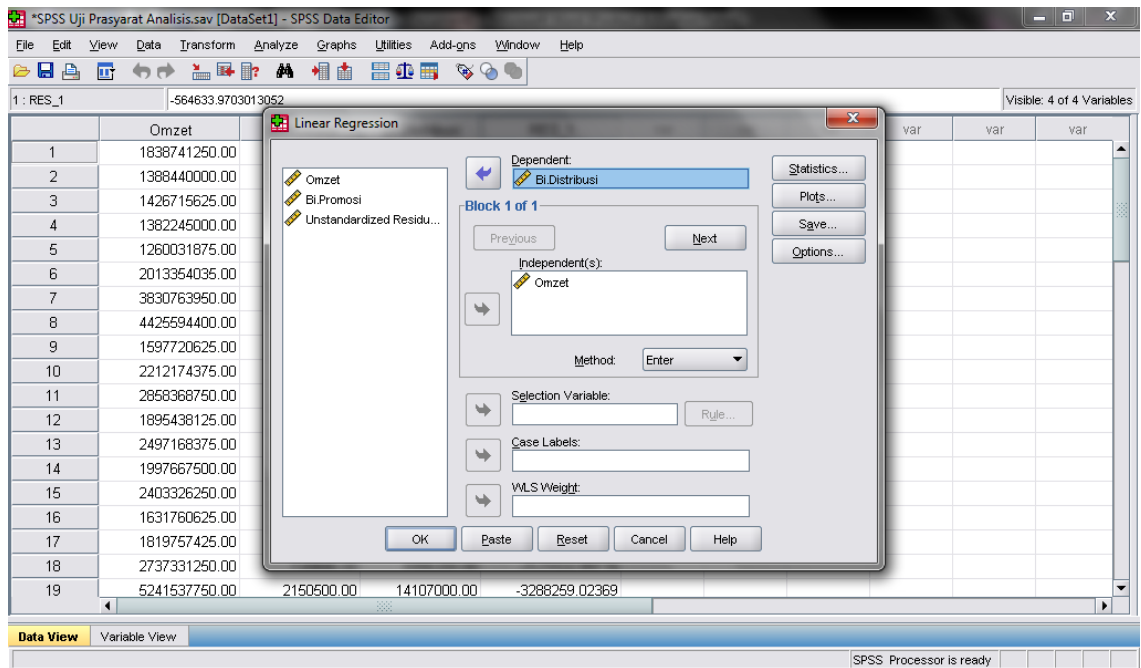 *SPSS Uji Prasyarat Analisis.sav [DataSet1] - SPSS Data Editor
File Edit View Data Transform Analyze Graphs Utilities Add-ons Window Help
1 : RES_1 -564633.9703013052 Visible: 4 of 4 Variables
Omzet var var var
Linear Regression
1 1838741250.00
2 1388440000.00
3 1426715625.00
4 1382245000.00
5 1260031875.00
6 2013354035.00
7 3830763950.00
8 4425594400.00
9 1597720625.00
10 2212174375.00
11 2858368750.00
12 1895438125.00
13 2497168375.00
14 1997667500.00
15 2403326250.00
16 1631760625.00
17 1819757425.00
18 2737331250.00
19 5241537750.00 2150500.00 14107000.00 -3288259.02369
Omzet
Bi.Promosi
Unstandardized Residu...
Dependent:
Bi.Distribusi
Block 1 of 1
Previous Next
Independent(s):
Omzet
Method: Enter
Selection Variable:
Rule...
Case Labels:
WLS Weight:
Statistics...
Plots...
Save...
Options...
OK Paste Reset Cancel Help
Data View Variable View
SPSS Processor is ready